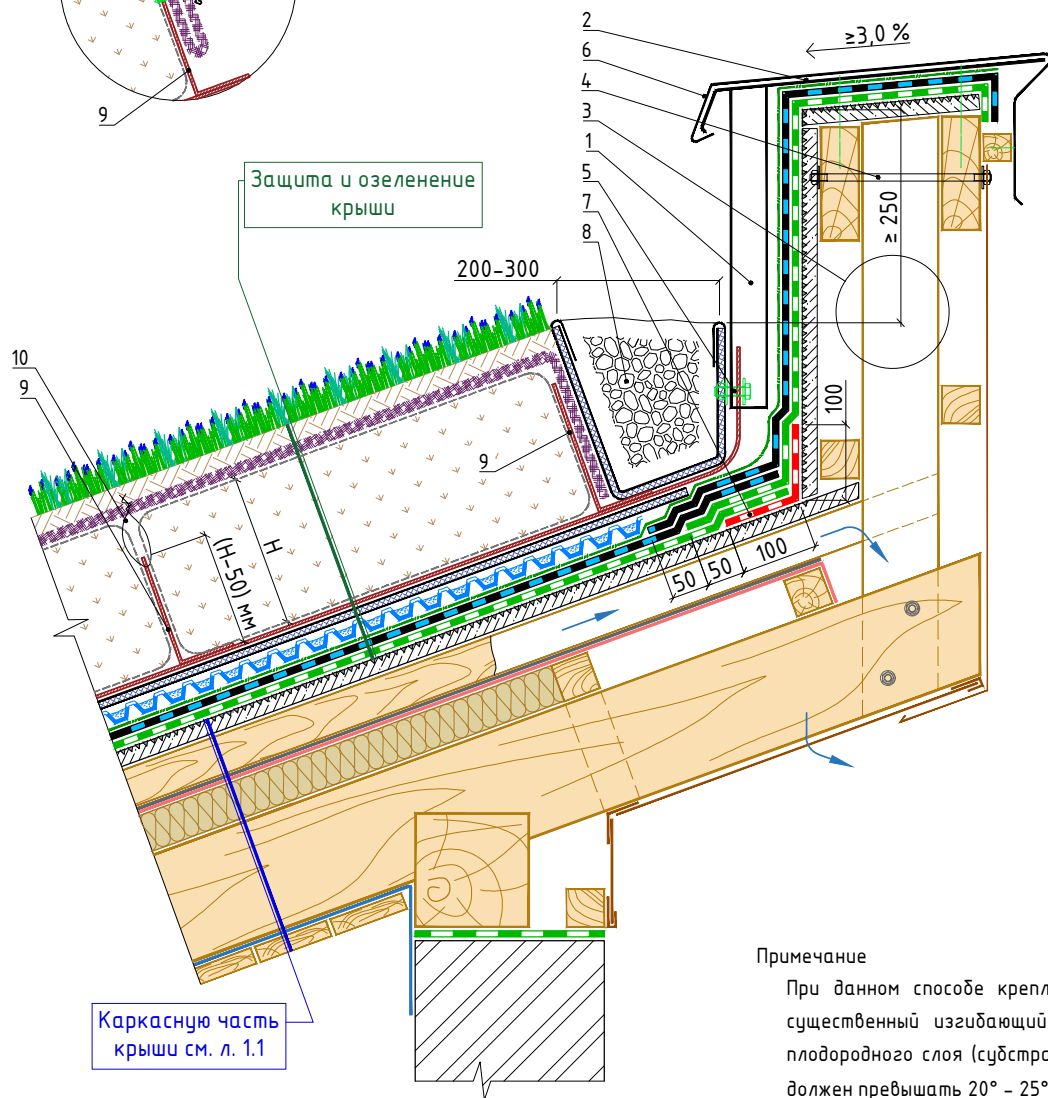 9
2
6
4
3
1
5
7
8
≥3,0 %
Защита и озеленение
крыши
200-300
≥ 250
10
9
9
100
H
(H-50) мм
50
50
100
Каркасную часть
крыши см. л. 1.1
Примечание
При данном способе крепл
существенный изгибающий
плодородного слоя (субстра
должен превышать 20° - 25°